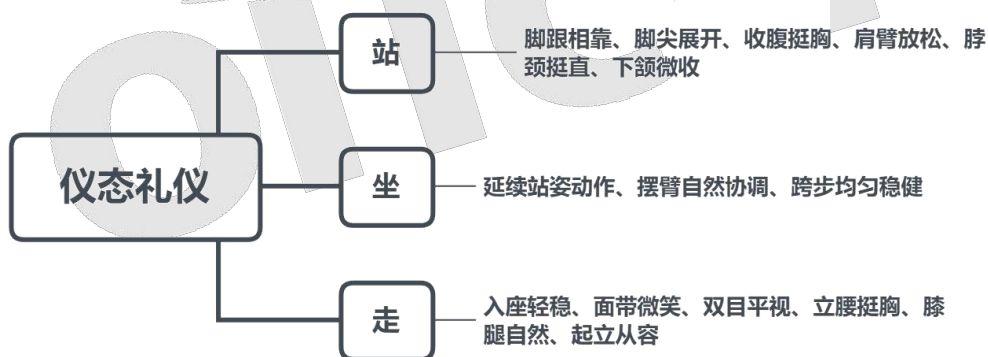 站
脚跟相靠、脚尖展开、收腹挺胸、肩臂放松、脖
颈挺直、下颌微收
仪态礼仪
坐
延续站姿动作、摆臂自然协调、跨步均匀稳健
走
入座轻稳、面带微笑、双目平视、立腰挺胸、膝
腿自然、起立从容